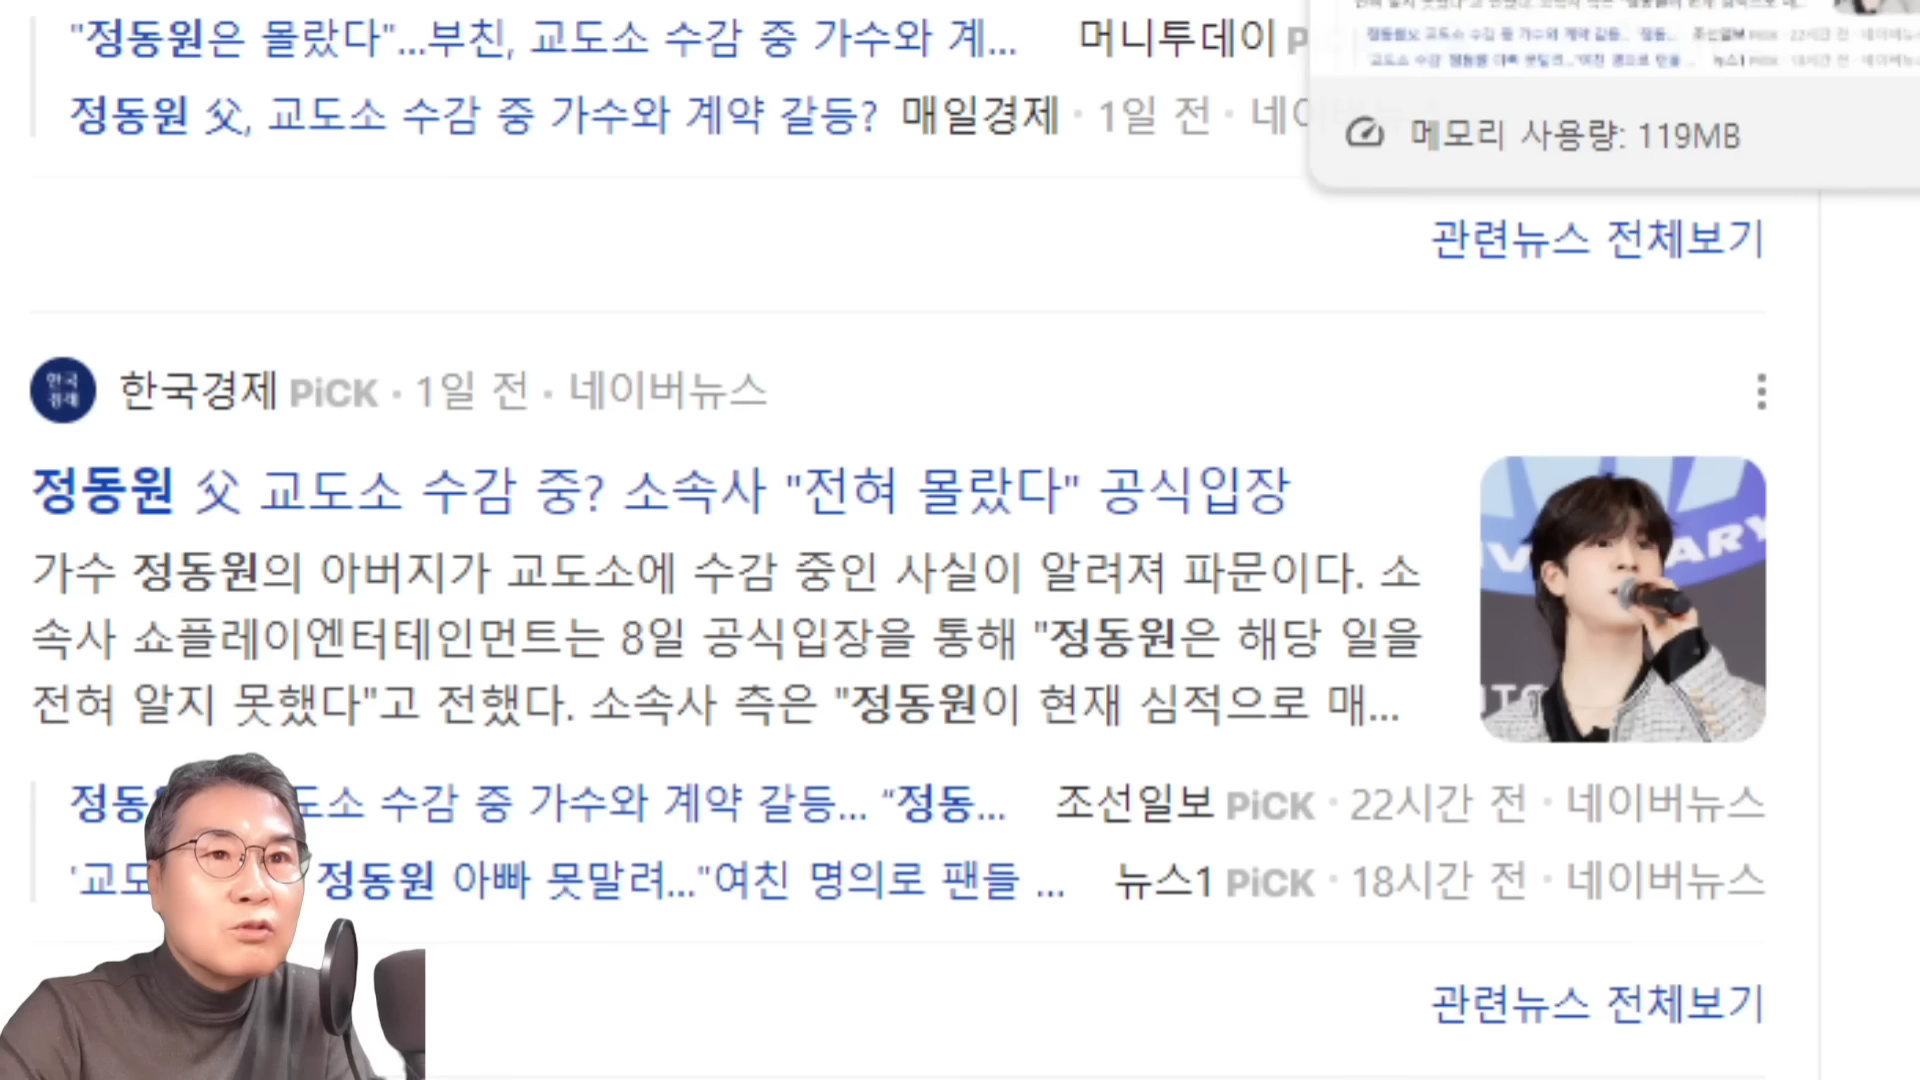 "정동원은 몰랐다"...부친, 교도소 수감 중 가수와 계... 머니투데이
정동원 父, 교도소 수감 중 가수와 계약 갈등? 매일경제 · 1일 전 ·
메모리 사용량: 119MB
관련뉴스 전체보기
한국경제 한국경제 PiCK · 1일 전 · 네이버뉴스
정동원 父 교도소 수감 중? 소속사 "전혀 몰랐다" 공식입장
가수 정동원의 아버지가 교도소에 수감 중인 사실이 알려져 파문이다. 소
속사 쇼플레이엔터테인먼트는 8일 공식입장을 통해 "정동원은 해당 일을
전혀 알지 못했다"고 전했다. 소속사 측은 "정동원이 현재 심적으로 매...
정동 도소 수감 중 가수와 계약 갈등... “정동... 조선일보 PiCK · 22시간 전 · 네이버뉴스
'교도 정동원 아빠 못말려..."여친 명의로 팬들 ... 뉴스1 PiCK · 18시간 전 · 네이버뉴스
관련뉴스 전체보기